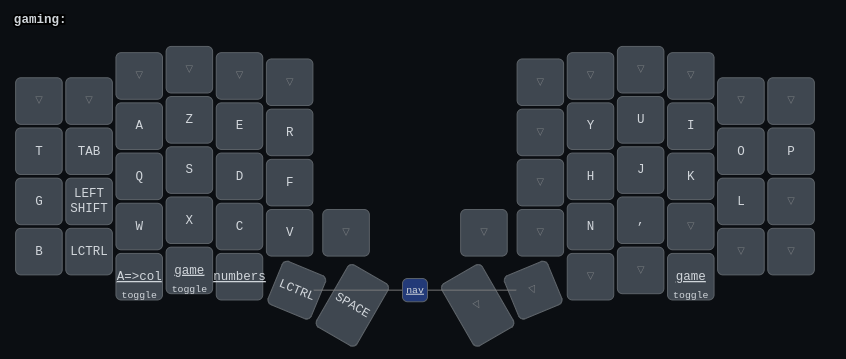 gaming:
A Z E R Y U I
T TAB O P
Q S D F H J K
G LEFT SHIFT L
W X C V N ,
B LCTRL
A=>col toggle
game toggle
numbers
LCTRL
SPACE
nav
game toggle